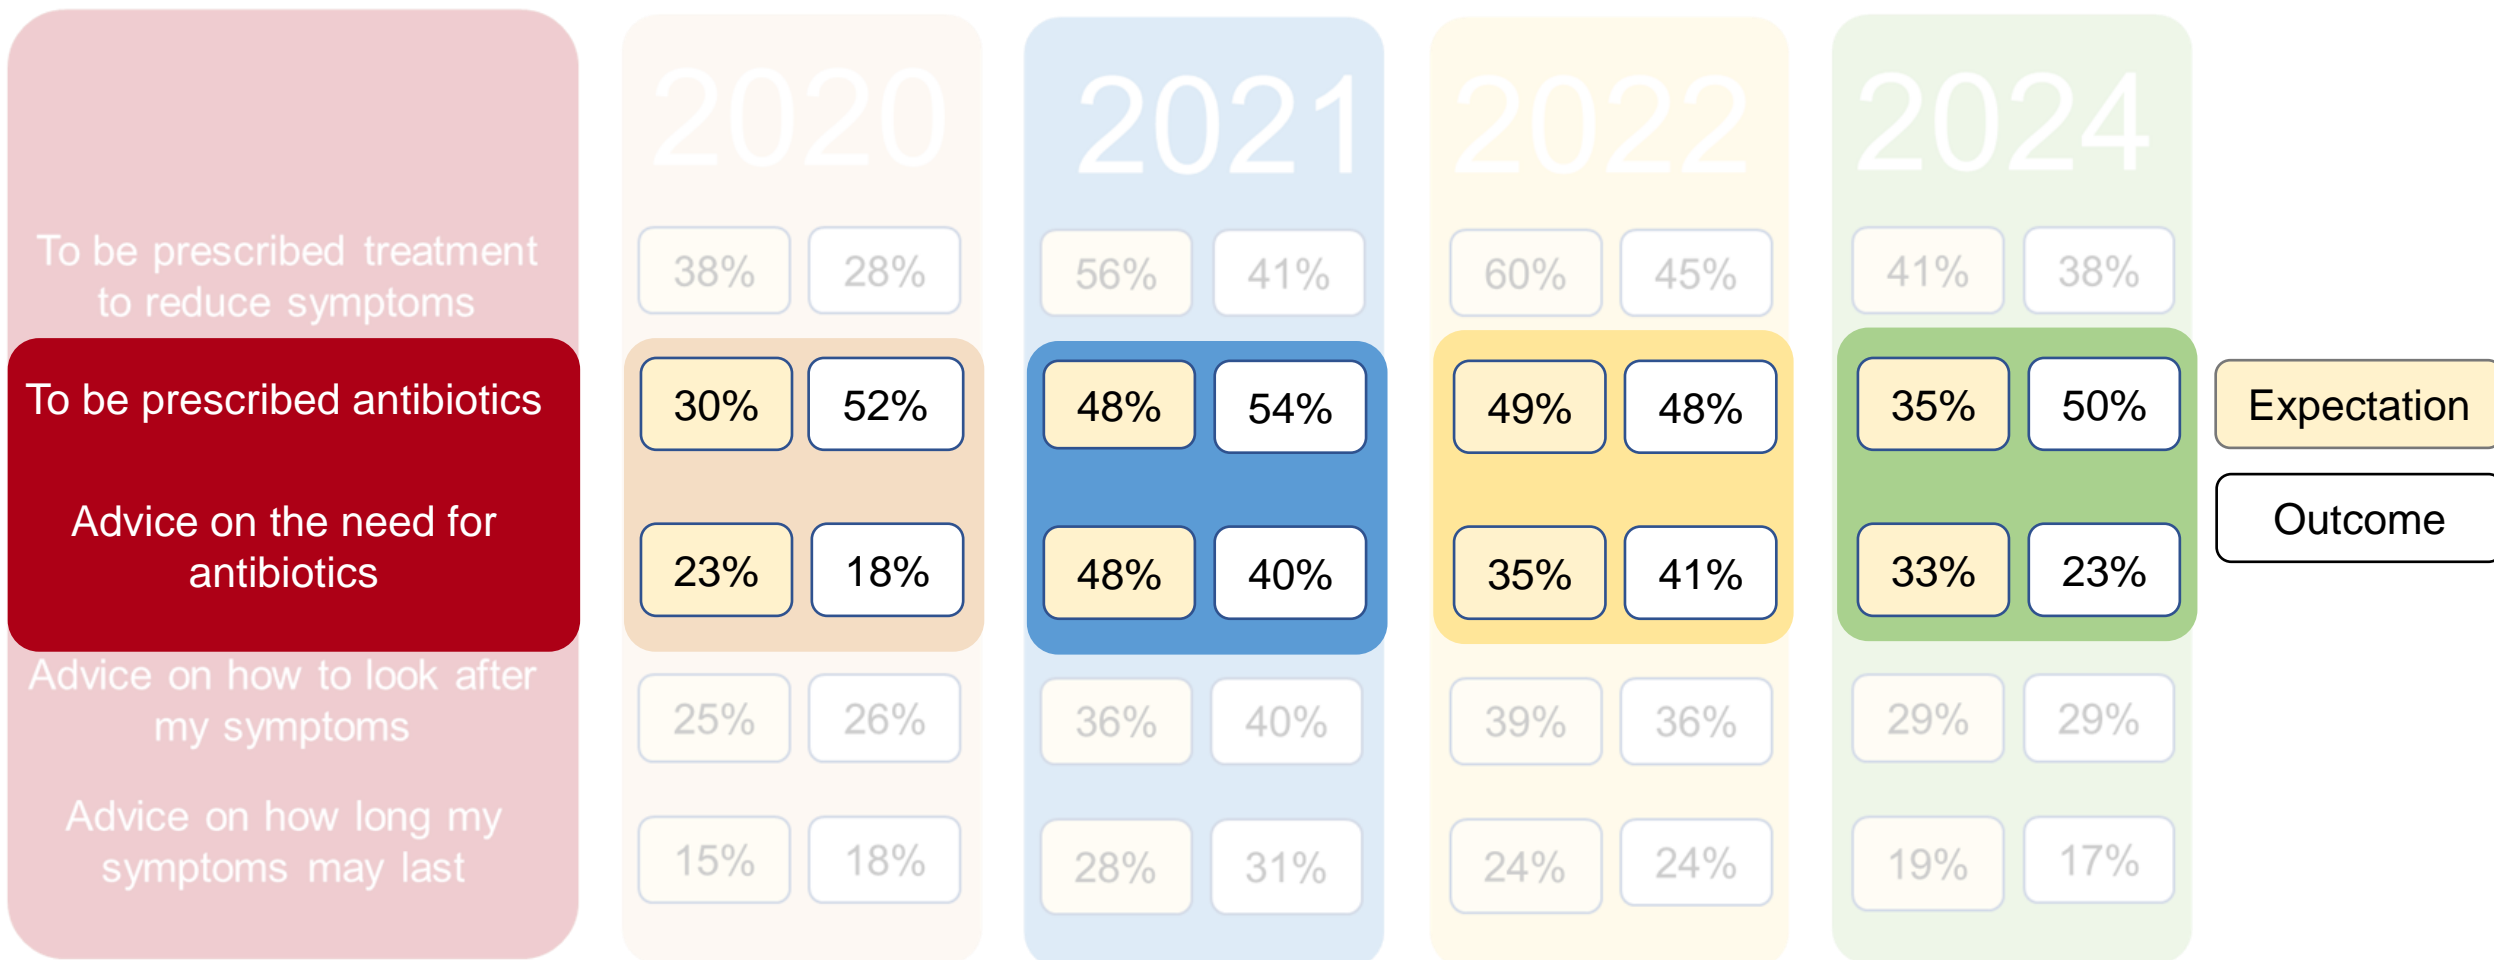 2020 2021 2022 2024
To be prescribed treatment
to reduce symptoms
38% 28% 56% 41% 60% 45% 41% 38%
To be prescribed antibiotics
30% 52% 48% 54% 49% 48% 35% 50%
Expectation
Advice on the need for
antibiotics
23% 18% 48% 40% 35% 41% 33% 23%
Outcome
Advice on how to look after
my symptoms
25% 26% 36% 40% 39% 36% 29% 29%
Advice on how long my
symptoms may last
15% 18% 28% 31% 24% 24% 19% 17%